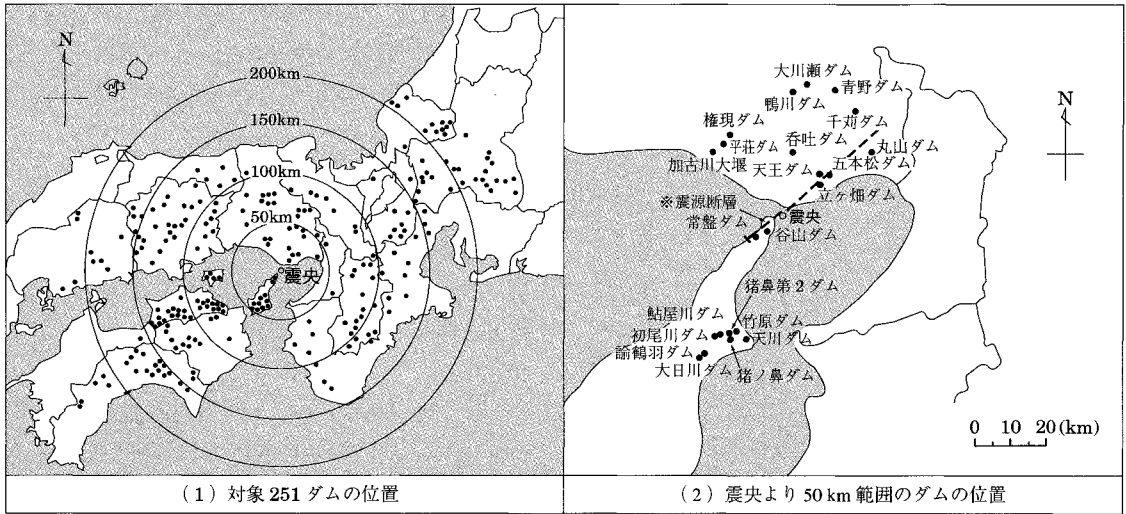 N
200km
150km
100km
50km
震央
(1) 対象251ダムの位置
大川瀬ダム
青野ダム
鴨川ダム
千苅ダム
N
権現ダム
呑吐ダム
丸山ダム
平荘ダム
五本松ダム
加古川大堰
天王ダム
立ヶ畑ダム
※震源断層
震央
常盤ダム
谷山ダム
猪鼻第2ダム
鮎屋川ダム
竹原ダム
初尾川ダム
天川ダム
諭鶴羽ダム
大日川ダム
猪ノ鼻ダム
0 10 20(km)
(2) 震央より50km範囲のダムの位置